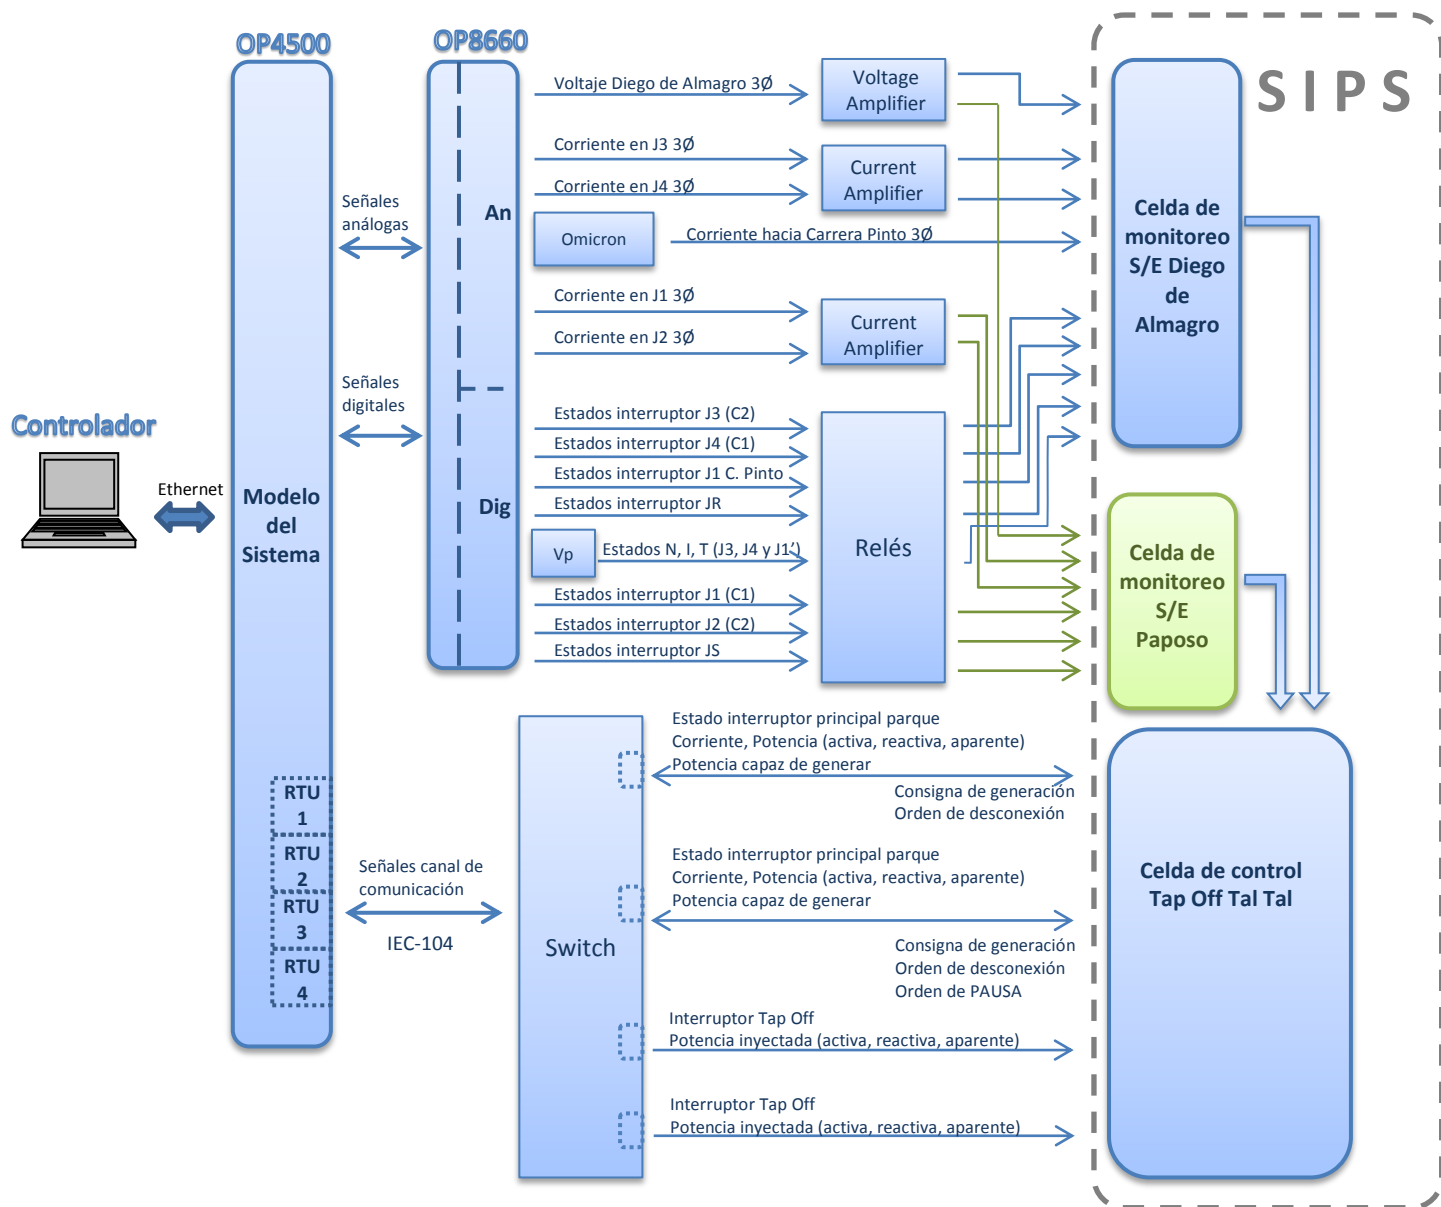 OP4500
OP8660
S I P S
Voltaje Diego de Almagro 3Ø
Voltage
Amplifier
Corriente en J3 3Ø
Corriente en J4 3Ø
Current
Amplifier
Señales
análogas
An
Omicron
Corriente hacia Carrera Pinto 3Ø
Celda de
monitoreo
S/E Diego
de
Almagro
Corriente en J1 3Ø
Corriente en J2 3Ø
Current
Amplifier
Señales
digitales
Controlador
Ethernet
Modelo
del
Sistema
Dig
Estados interruptor J3 (C2)
Estados interruptor J4 (C1)
Estados interruptor J1 C. Pinto
Estados interruptor JR
Vp
Estados N, I, T (J3, J4 y J1’)
Estados interruptor J1 (C1)
Estados interruptor J2 (C2)
Estados interruptor JS
Relés
Celda de
monitoreo
S/E
Paposo
Estado interruptor principal parque
Corriente, Potencia (activa, reactiva, aparente)
Potencia capaz de generar
Consigna de generación
Orden de desconexión
RTU
1
RTU
2
RTU
3
RTU
4
Señales canal de
comunicación
IEC-104
Switch
Estado interruptor principal parque
Corriente, Potencia (activa, reactiva, aparente)
Potencia capaz de generar
Consigna de generación
Orden de desconexión
Orden de PAUSA
Celda de control
Tap Off Tal Tal
Interruptor Tap Off
Potencia inyectada (activa, reactiva, aparente)
Interruptor Tap Off
Potencia inyectada (activa, reactiva, aparente)